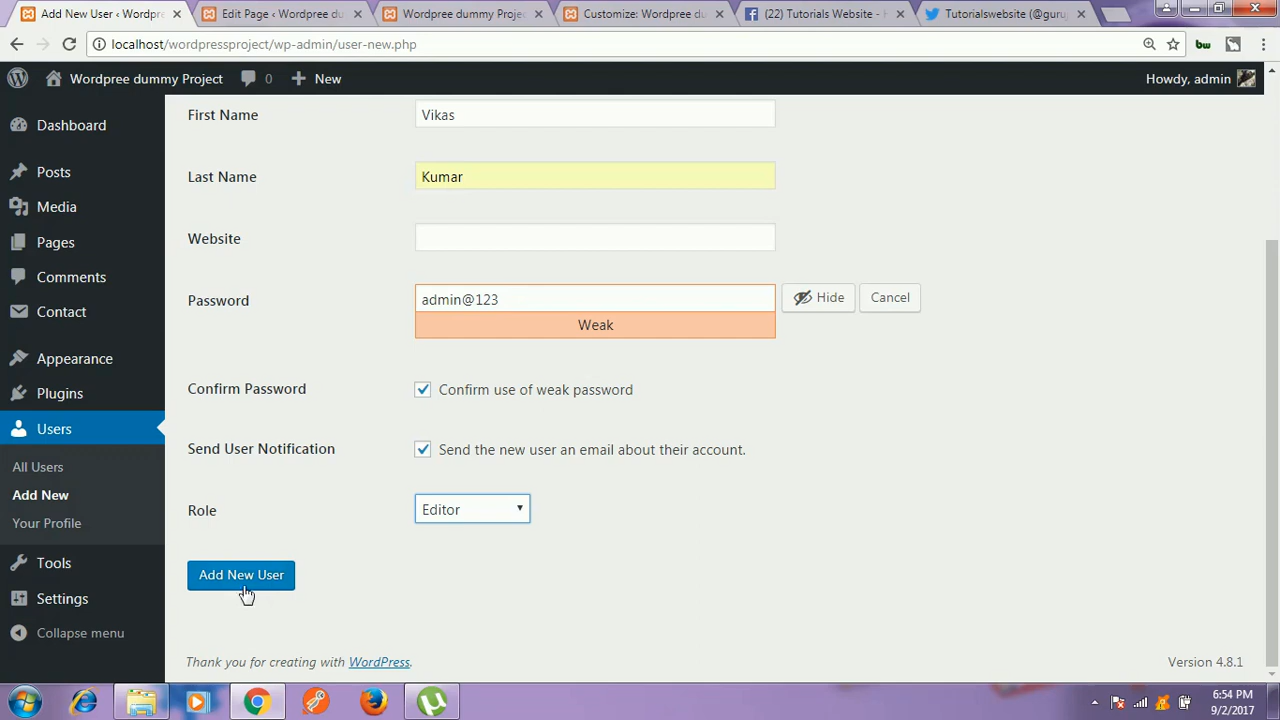 Add New User ‹ Wordpre
Edit Page ‹ Wordpree du
Wordpree dummy Proje
Customize: Wordpree du
(22) Tutorials Website - H
Tutorialswebsite (@guru
localhost/wordpressproject/wp-admin/user-new.php
bw
Wordpree dummy Project
0
New
Howdy, admin
Dashboard
Posts
Media
Pages
Comments
Contact
Appearance
Plugins
Users
All Users
Add New
Your Profile
Tools
Settings
Collapse menu
First Name
Vikas
Last Name
Kumar
Website
Password
admin@123
Hide
Cancel
Weak
Confirm Password
Confirm use of weak password
Send User Notification
Send the new user an email about their account.
Role
Editor
Add New User
Thank you for creating with WordPress.
Version 4.8.1
6:54 PM
9/2/2017